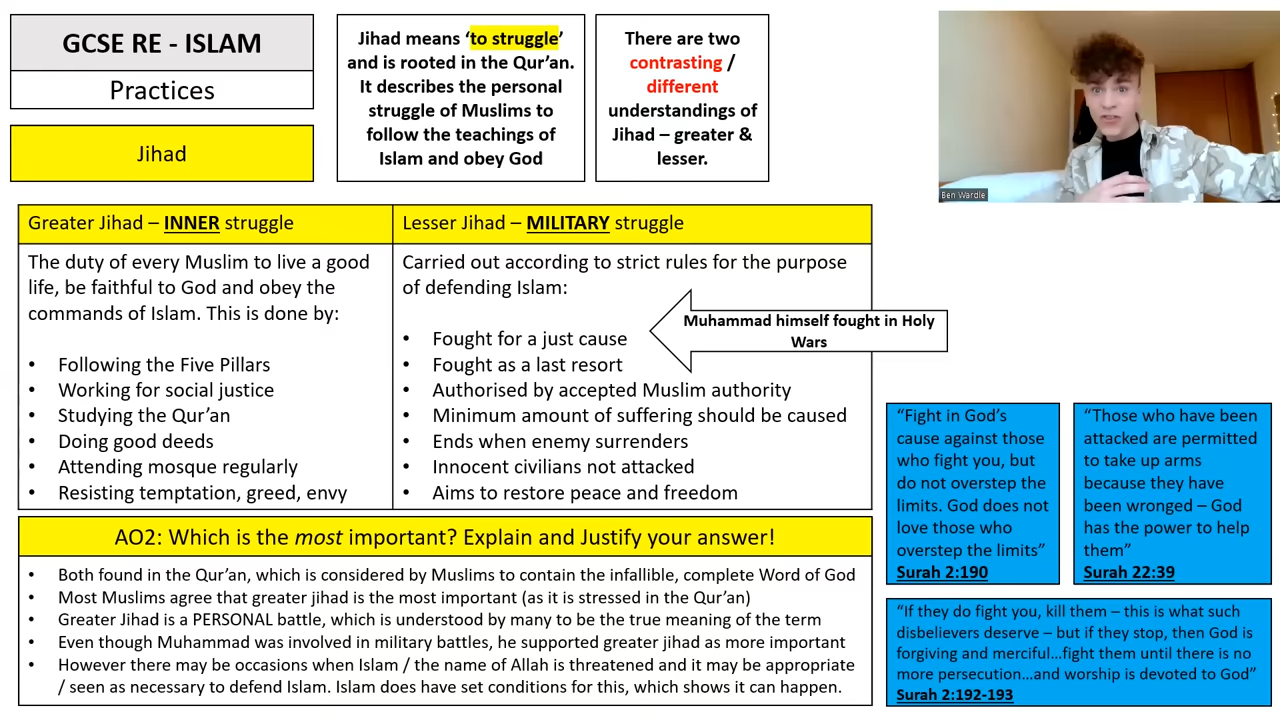 GCSE RE - ISLAM
Practices
Jihad
Jihad means ‘to struggle’
and is rooted in the Qur’an.
It describes the personal
struggle of Muslims to
follow the teachings of
Islam and obey God
There are two
contrasting /
different
understandings of
Jihad – greater &
lesser.
Ben Wardle
Greater Jihad – INNER struggle
The duty of every Muslim to live a good
life, be faithful to God and obey the
commands of Islam. This is done by:
• Following the Five Pillars
• Working for social justice
• Studying the Qur’an
• Doing good deeds
• Attending mosque regularly
• Resisting temptation, greed, envy
Lesser Jihad – MILITARY struggle
Carried out according to strict rules for the purpose
of defending Islam:
• Fought for a just cause
• Fought as a last resort
• Authorised by accepted Muslim authority
• Minimum amount of suffering should be caused
• Ends when enemy surrenders
• Innocent civilians not attacked
• Aims to restore peace and freedom
Muhammad himself fought in Holy
Wars
AO2: Which is the most important? Explain and Justify your answer!
• Both found in the Qur’an, which is considered by Muslims to contain the infallible, complete Word of God
• Most Muslims agree that greater jihad is the most important (as it is stressed in the Qur’an)
• Greater Jihad is a PERSONAL battle, which is understood by many to be the true meaning of the term
• Even though Muhammad was involved in military battles, he supported greater jihad as more important
• However there may be occasions when Islam / the name of Allah is threatened and it may be appropriate
/ seen as necessary to defend Islam. Islam does have set conditions for this, which shows it can happen.
“Fight in God’s
cause against those
who fight you, but
do not overstep the
limits. God does not
love those who
overstep the limits”
Surah 2:190
“Those who have been
attacked are permitted
to take up arms
because they have
been wronged – God
has the power to help
them”
Surah 22:39
“If they do fight you, kill them – this is what such
disbelievers deserve – but if they stop, then God is
forgiving and merciful…fight them until there is no
more persecution…and worship is devoted to God”
Surah 2:192-193